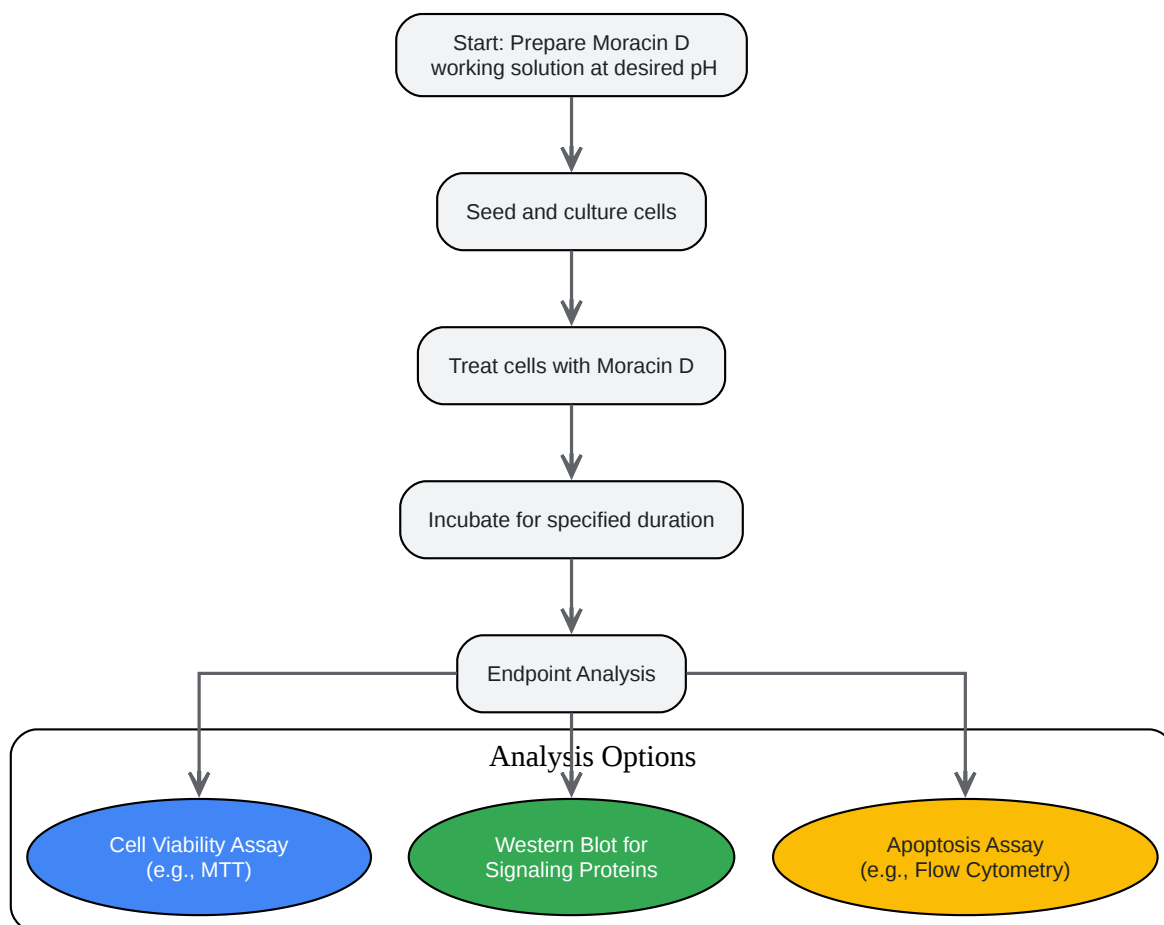 Start: Prepare Moracin D
working solution at desired pH
Seed and culture cells
Treat cells with Moracin D
Incubate for specified duration
Endpoint Analysis
Analysis Options
Cell Viability Assay
(e.g., MTT)
Western Blot for
Signaling Proteins
Apoptosis Assay
(e.g., Flow Cytometry)